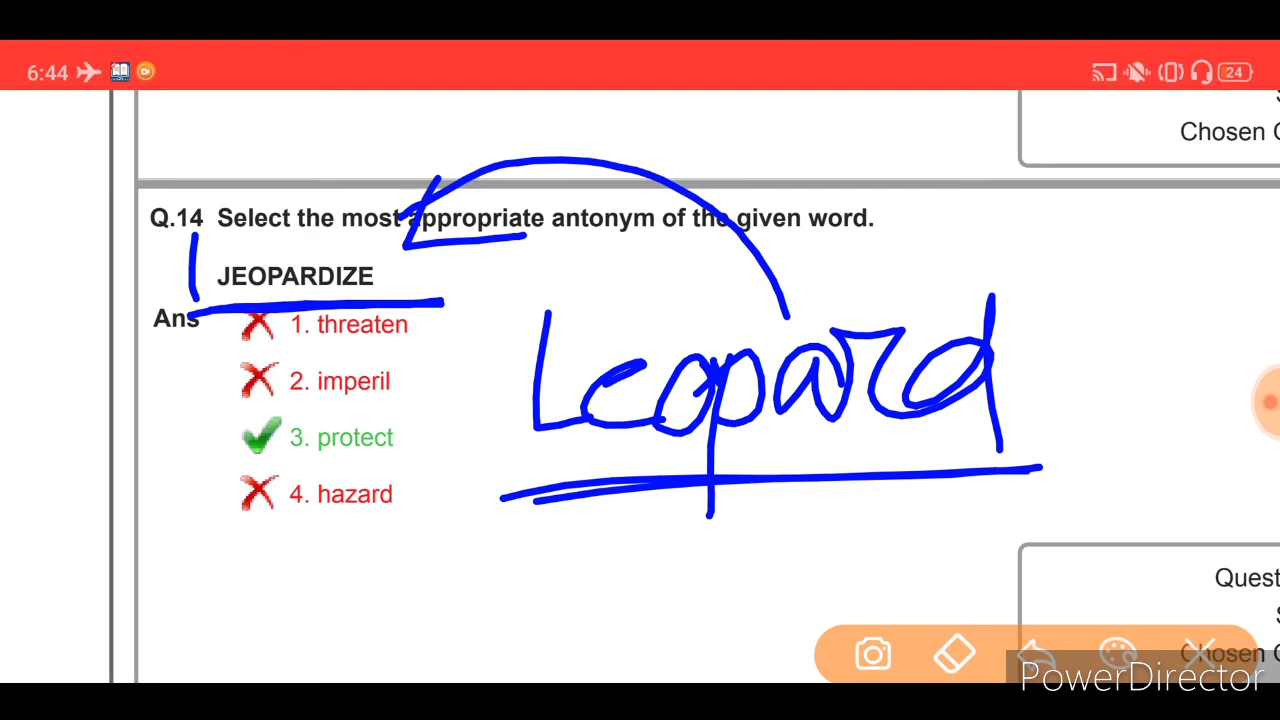 6:44
24
Chosen
Q.14 Select the most appropriate antonym of the given word.
JEOPARDIZE
Ans
1. threaten
2. imperil
3. protect
4. hazard
Leopard
Quest
Chosen
PowerDirector